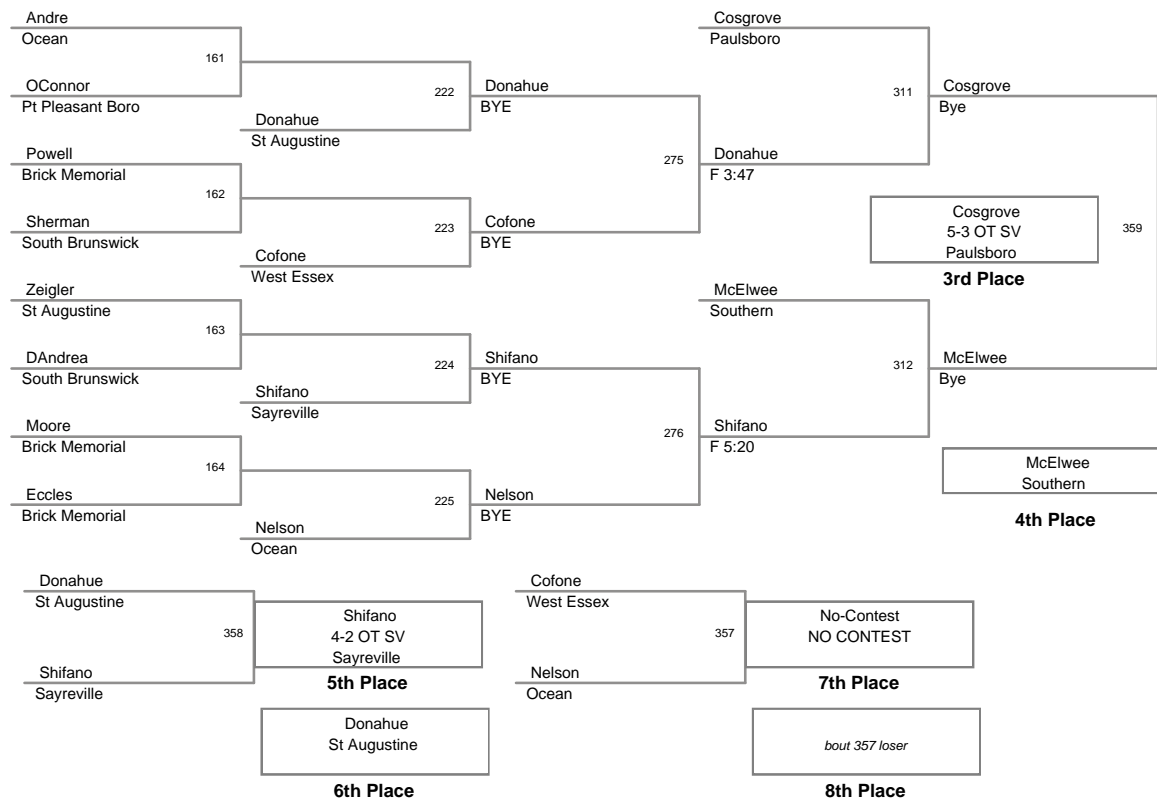 Andre
Ocean
161
OConnor
Pt Pleasant Boro
222
Donahue
St Augustine
Donahue
BYE
Powell
Brick Memorial
162
Sherman
South Brunswick
223
Cofone
West Essex
Cofone
BYE
275
Donahue
F 3:47
Zeigler
St Augustine
163
DAndrea
South Brunswick
224
Shifano
Sayreville
Shifano
BYE
Moore
Brick Memorial
164
Eccles
Brick Memorial
225
Nelson
Ocean
Nelson
BYE
276
Shifano
F 5:20
Cosgrove
Paulsboro
311
Cosgrove
Bye
McElwee
Southern
312
McElwee
Bye
359
Cosgrove
5-3 OT SV
Paulsboro
3rd Place
McElwee
Southern
4th Place
Donahue
St Augustine
358
Shifano
Sayreville
Shifano
4-2 OT SV
Sayreville
5th Place
Donahue
St Augustine
6th Place
Cofone
West Essex
357
Nelson
Ocean
No-Contest
NO CONTEST
7th Place
bout 357 loser
8th Place